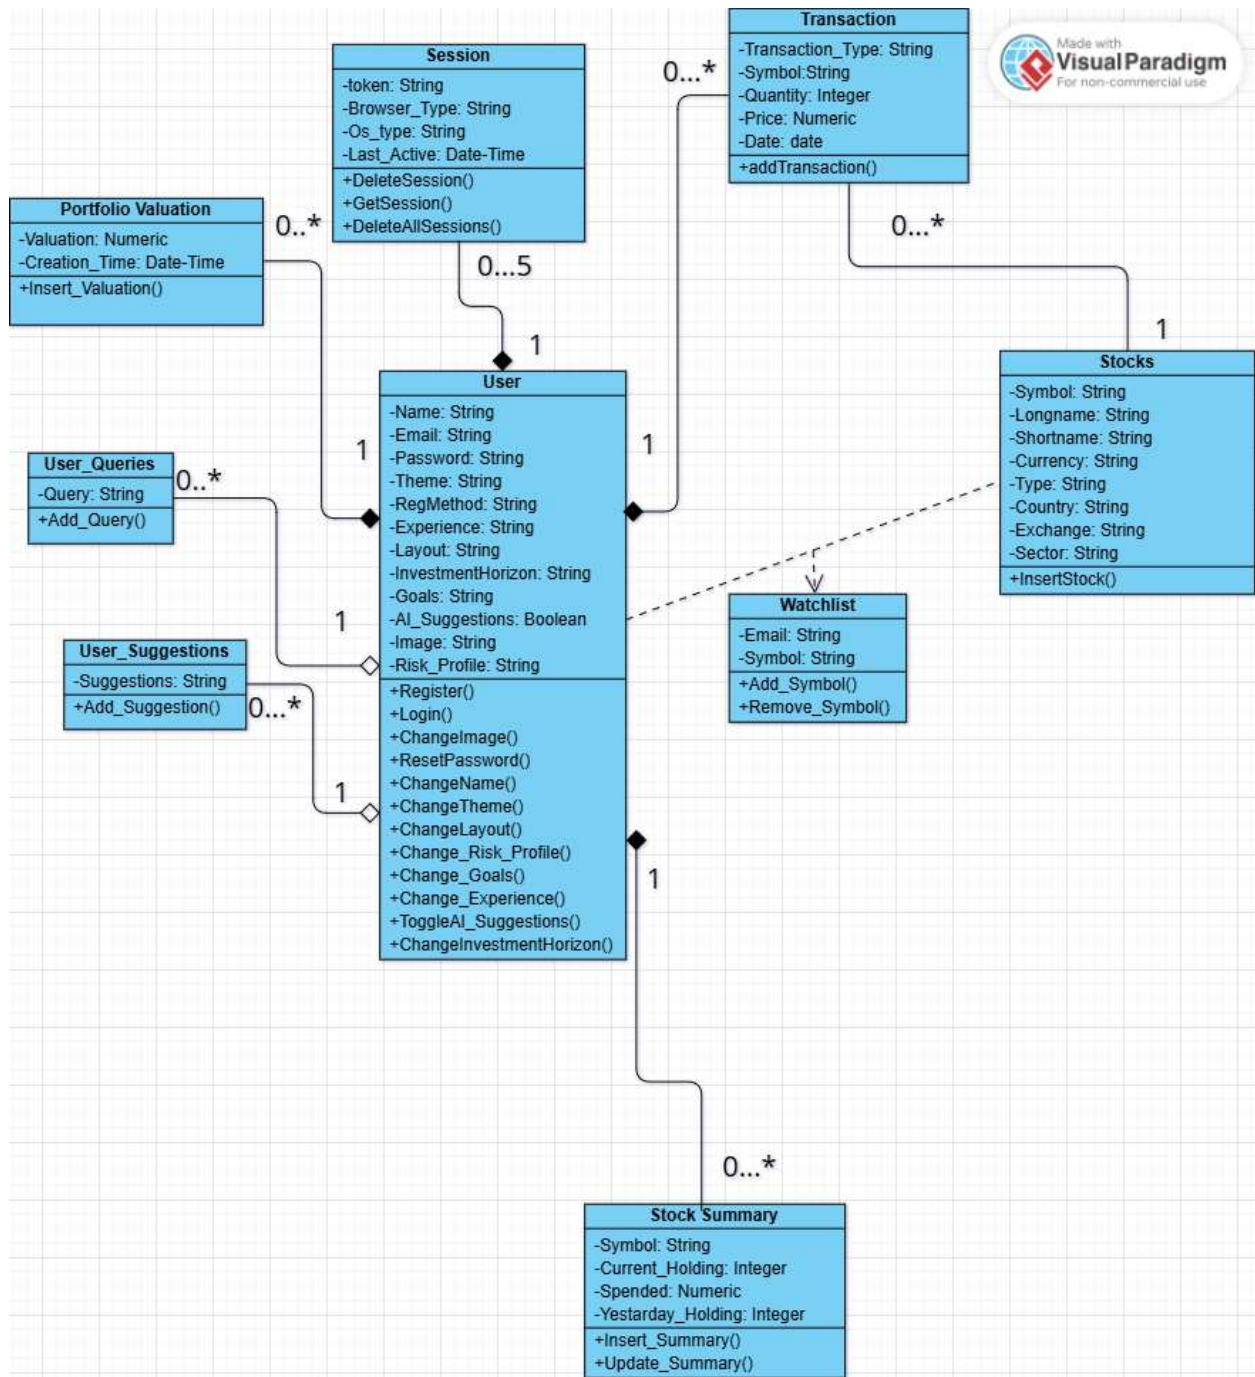 Transaction
-Transaction_Type: String
-Symbol:String
-Quantity: Integer
-Price: Numeric
-Date: date
+addTransaction()
Made with
Visual Paradigm
For non-commercial use
Session
-token: String
-Browser_Type: String
-Os_type: String
-Last_Active: Date-Time
+DeleteSession()
+GetSession()
+DeleteAllSessions()
0...*
Portfolio Valuation
-Valuation: Numeric
-Creation_Time: Date-Time
+Insert_Valuation()
0..*
0...5
0...*
1
1
1
1
Stocks
-Symbol: String
-Longname: String
-Shortname: String
-Currency: String
-Type: String
-Country: String
-Exchange: String
-Sector: String
+InsertStock()
User
-Name: String
-Email: String
-Password: String
-Theme: String
-RegMethod: String
-Experience: String
-Layout: String
-InvestmentHorizon: String
-Goals: String
-AI_Suggestions: Boolean
-Image: String
-Risk_Profile: String
+Register()
+Login()
+ChangeImage()
+ResetPassword()
+ChangeName()
+ChangeTheme()
+ChangeLayout()
+Change_Risk_Profile()
+Change_Goals()
+Change_Experience()
+ToggleAI_Suggestions()
+ChangeInvestmentHorizon()
User_Queries
-Query: String
+Add_Query()
0..*
1
User_Suggestions
-Suggestions: String
+Add_Suggestion()
0...*
1
Watchlist
-Email: String
-Symbol: String
+Add_Symbol()
+Remove_Symbol()
1
0...*
Stock Summary
-Symbol: String
-Current_Holding: Integer
-Spended: Numeric
-Yestarday_Holding: Integer
+Insert_Summary()
+Update_Summary()